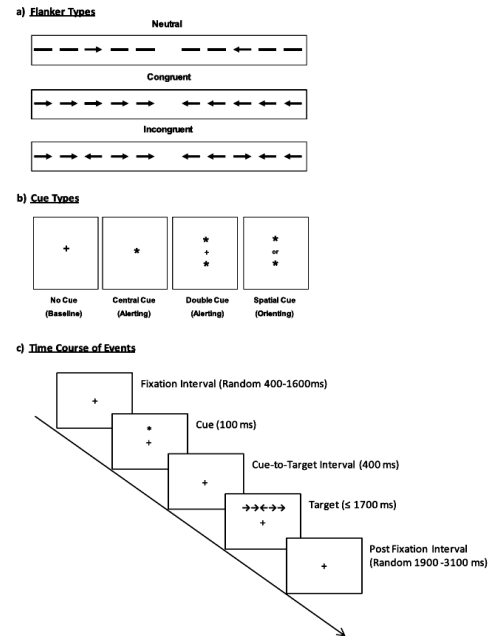 a) Flanker Types
Neutral
Congruent
Incongruent
b) Cue Types
+
*
*
+
*
*
or
*
No Cue
(Baseline)
Central Cue
(Alerting)
Double Cue
(Alerting)
Spatial Cue
(Orienting)
c) Time Course of Events
+
Fixation Interval (Random 400-1600ms)
*
+
Cue (100 ms)
+
Cue-to-Target Interval (400 ms)
→→←→→
+
Target (≤ 1700 ms)
+
Post Fixation Interval
(Random 1900 -3100 ms)